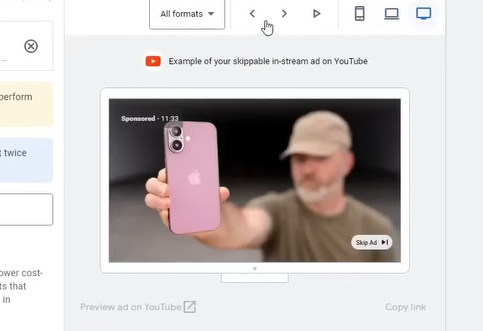 All formats
...
perform
Example of your skippable in-stream ad on YouTube
t twice
Sponsored · 11:33
Skip Ad
ower cost-
ts that
in
Preview ad on YouTube
Copy link